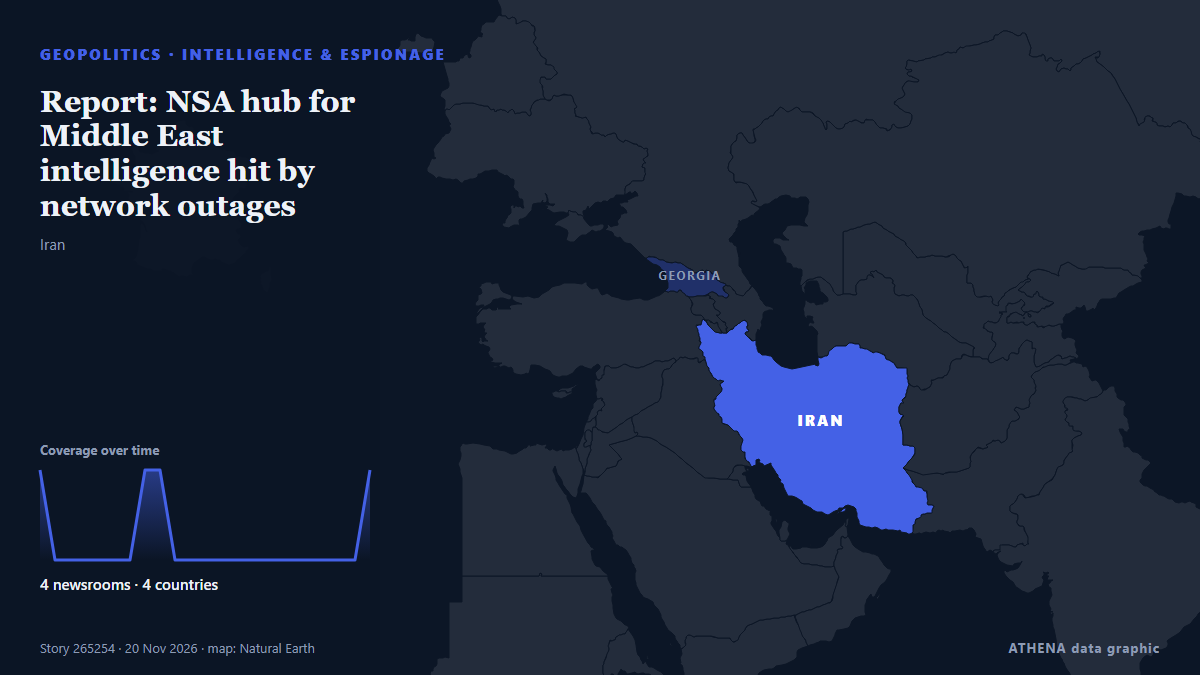 GEOPOLITICS · INTELLIGENCE & ESPIONAGE
Report: NSA hub for
Middle East
intelligence hit by
network outages
Iran
GEORGIA
IRAN
Coverage over time
4 newsrooms · 4 countries
Story 265254 · 20 Nov 2026 · map: Natural Earth
ATHENA data graphic